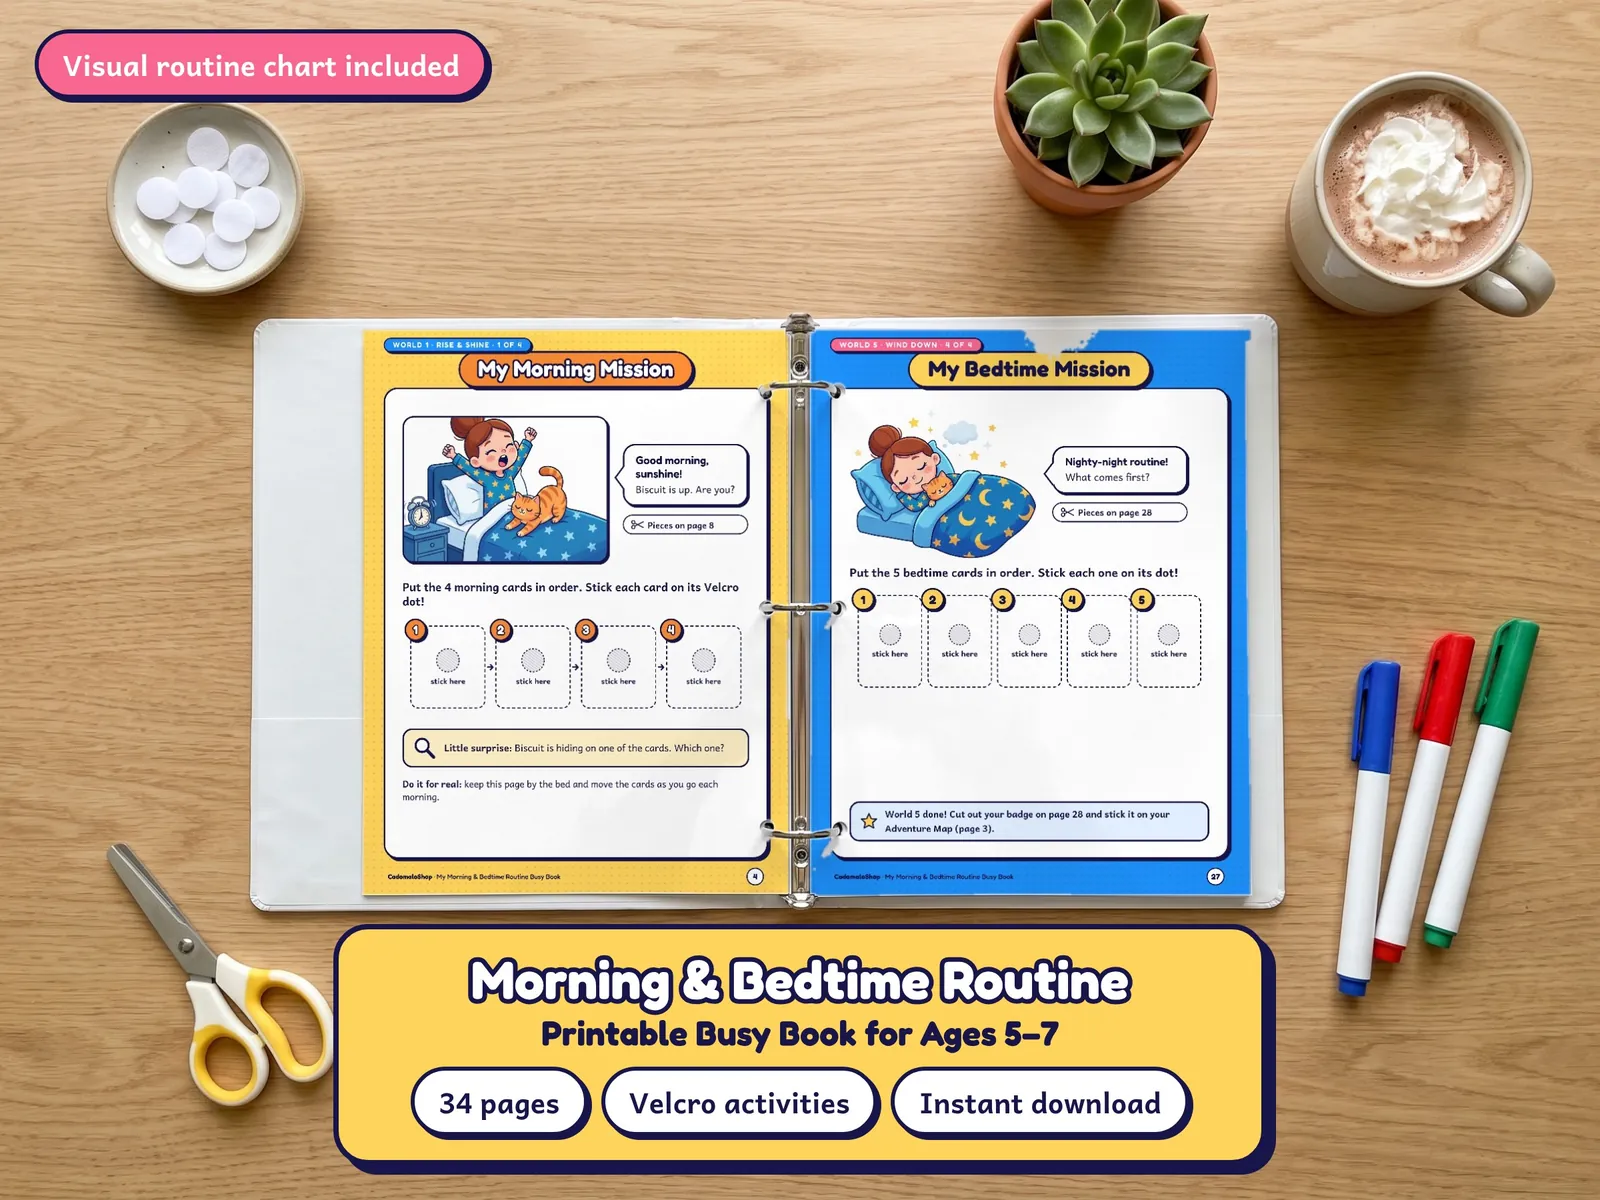 Visual routine chart included
WORLD 1 · RISE & SHINE · 1 OF 4
My Morning Mission
Good morning,
sunshine!
Biscuit is up. Are you?
Pieces on page 8
Put the 4 morning cards in order. Stick each card on its Velcro
dot!
1 2 3 4
stick here stick here stick here stick here
Little surprise: Biscuit is hiding on one of the cards. Which one?
Do it for real: keep this page by the bed and move the cards as you go each
morning.
CadomaloShop · My Morning & Bedtime Routine Busy Book
4
WORLD 5 · WIND DOWN · 4 OF 4
My Bedtime Mission
Nighty-night routine!
What comes first?
Pieces on page 28
Put the 5 bedtime cards in order. Stick each one on its dot!
1 2 3 4 5
stick here stick here stick here stick here stick here
World 5 done! Cut out your badge on page 28 and stick it on your
Adventure Map (page 3).
CadomaloShop · My Morning & Bedtime Routine Busy Book
27
Morning & Bedtime Routine
Printable Busy Book for Ages 5–7
34 pages
Velcro activities
Instant download